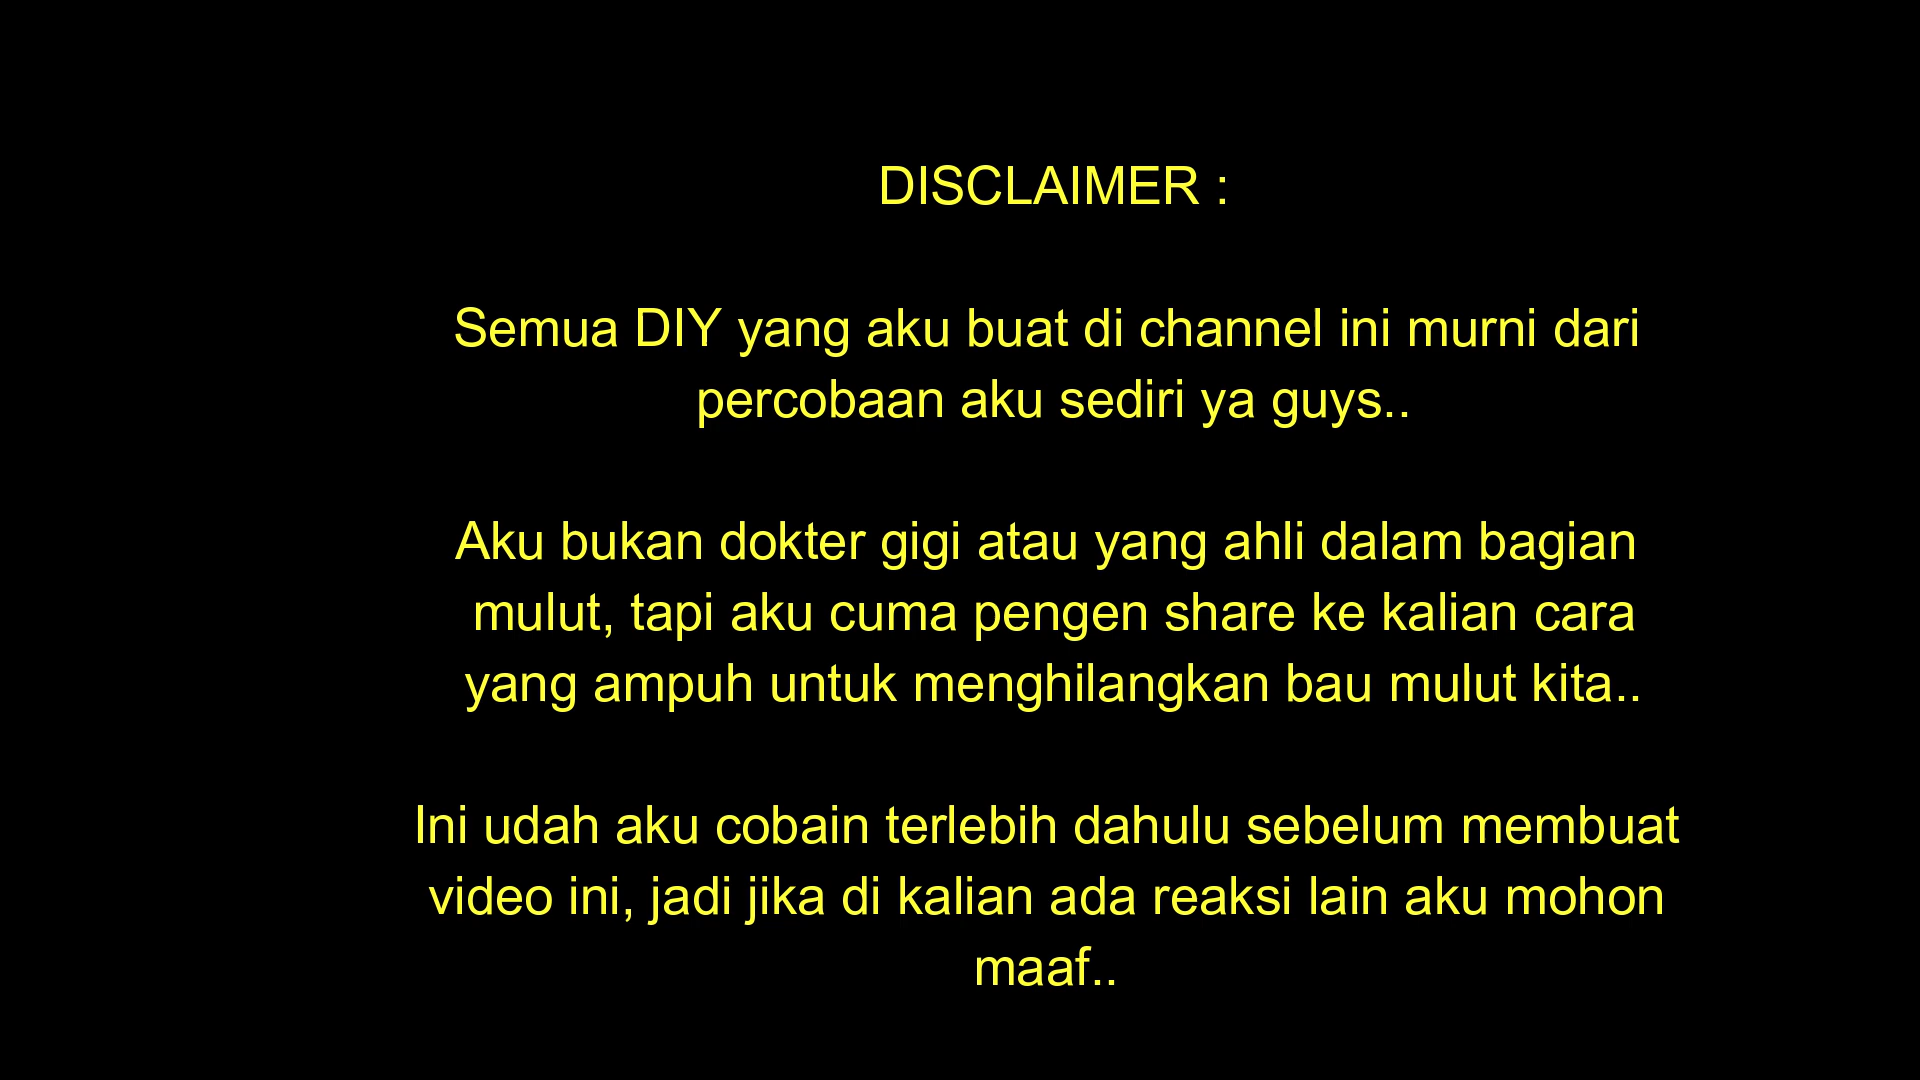 DISCLAIMER :
Semua DIY yang aku buat di channel ini murni dari
percobaan aku sediri ya guys..
Aku bukan dokter gigi atau yang ahli dalam bagian
mulut, tapi aku cuma pengen share ke kalian cara
yang ampuh untuk menghilangkan bau mulut kita..
Ini udah aku cobain terlebih dahulu sebelum membuat
video ini, jadi jika di kalian ada reaksi lain aku mohon
maaf..